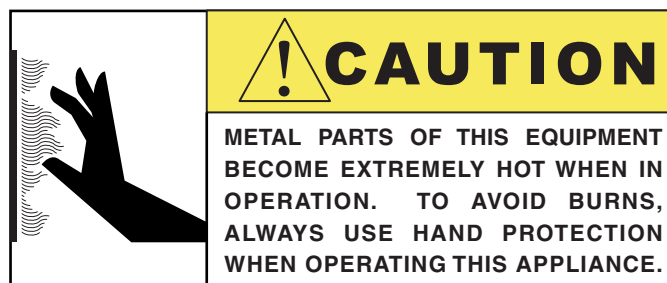 CAUTION
METAL PARTS OF THIS EQUIPMENT
BECOME EXTREMELY HOT WHEN IN
OPERATION. TO AVOID BURNS,
ALWAYS USE HAND PROTECTION
WHEN OPERATING THIS APPLIANCE.